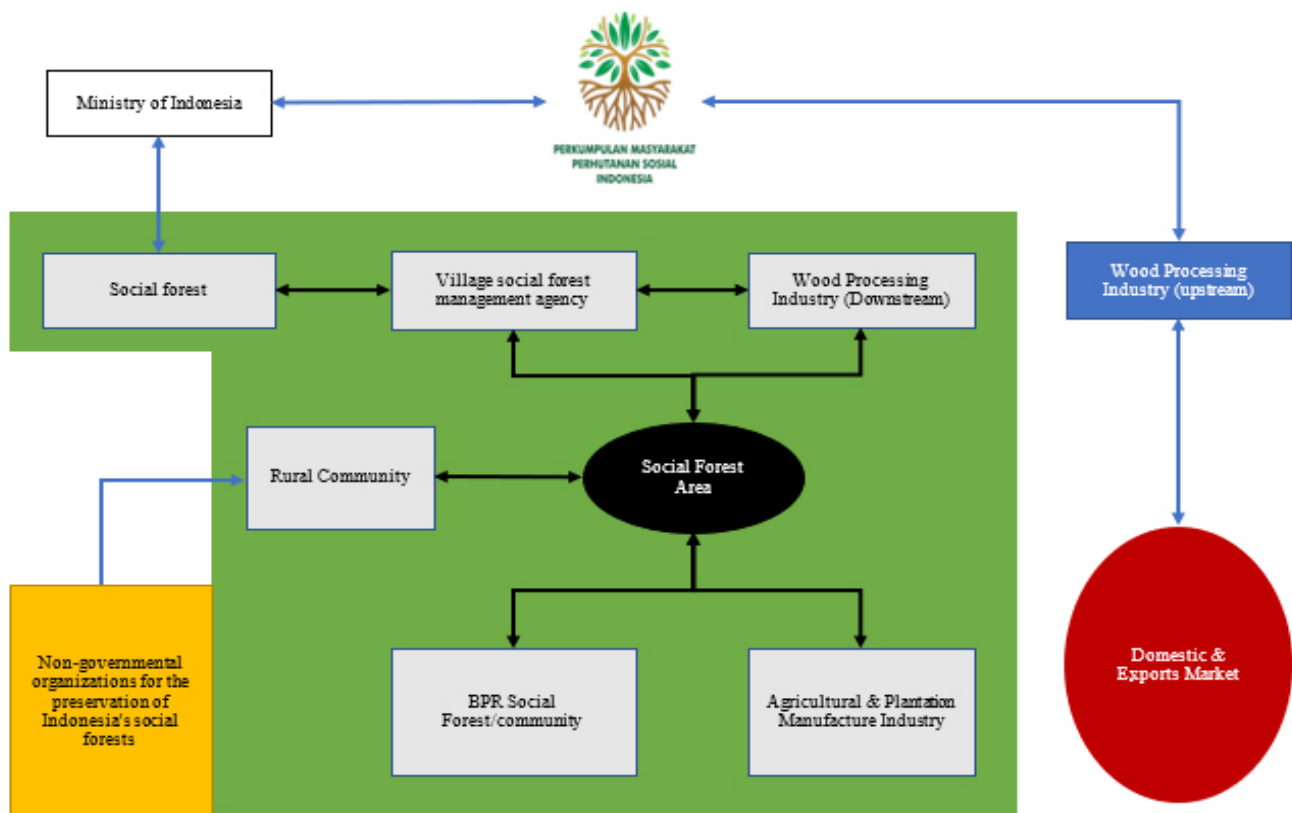 Ministry of Indonesia
PERKUMPULAN MASYARAKAT
PERHUTANAN SOSIAL
INDONESIA
Social forest
Village social forest
management agency
Wood Processing
Industry (Downstream)
Wood Processing
Industry (upstream)
Rural Community
Social Forest
Area
Non-governmental
organizations for the
preservation of
Indonesia's social
forests
BPR Social
Forest/community
Agricultural & Plantation
Manufacture Industry
Domestic &
Exports Market